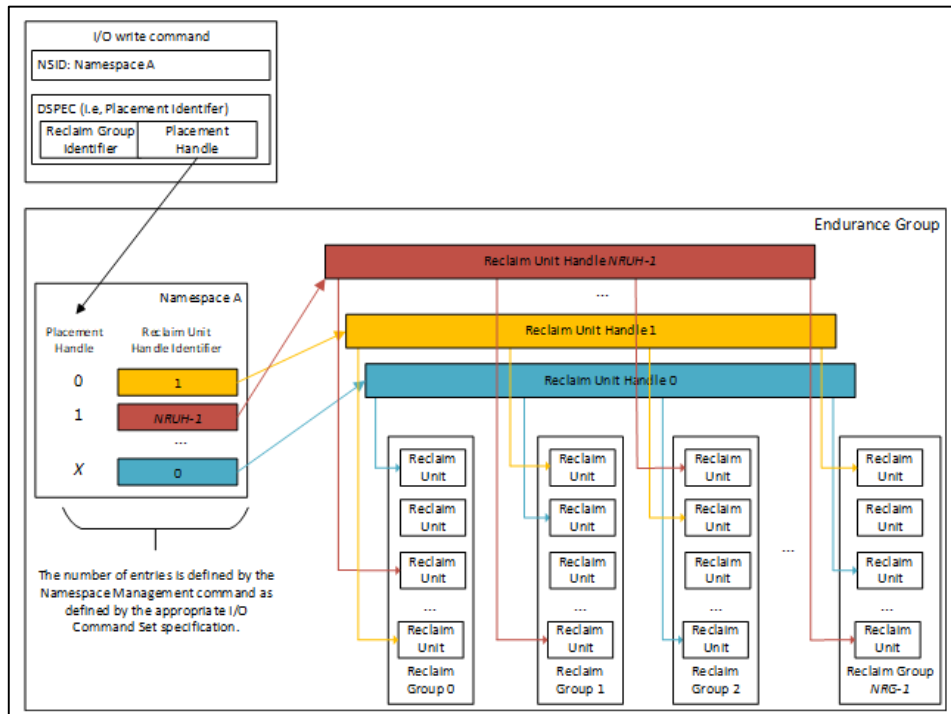 I/O write command
NSID: Namespace A
DSPEC (i.e, Placement Identifer)
Reclaim Group
Identifier
Placement
Handle
Endurance Group
Reclaim Unit Handle NRUH-1
...
Reclaim Unit Handle 1
Reclaim Unit Handle 0
Namespace A
Placement
Handle
Reclaim Unit
Handle Identifier
0
1
1
NRUH-1
...
X
0
The number of entries is defined by the
Namespace Management command as
defined by the appropriate I/O
Command Set specification.
Reclaim
Unit
Reclaim
Unit
Reclaim
Unit
...
Reclaim
Unit
Reclaim
Group 0
Reclaim
Unit
Reclaim
Unit
Reclaim
Unit
...
Reclaim
Unit
Reclaim
Group 1
Reclaim
Unit
Reclaim
Unit
Reclaim
Unit
...
Reclaim
Unit
Reclaim
Group 2
...
Reclaim
Unit
Reclaim
Unit
Reclaim
Unit
...
Reclaim
Unit
Reclaim Group
NRG-1